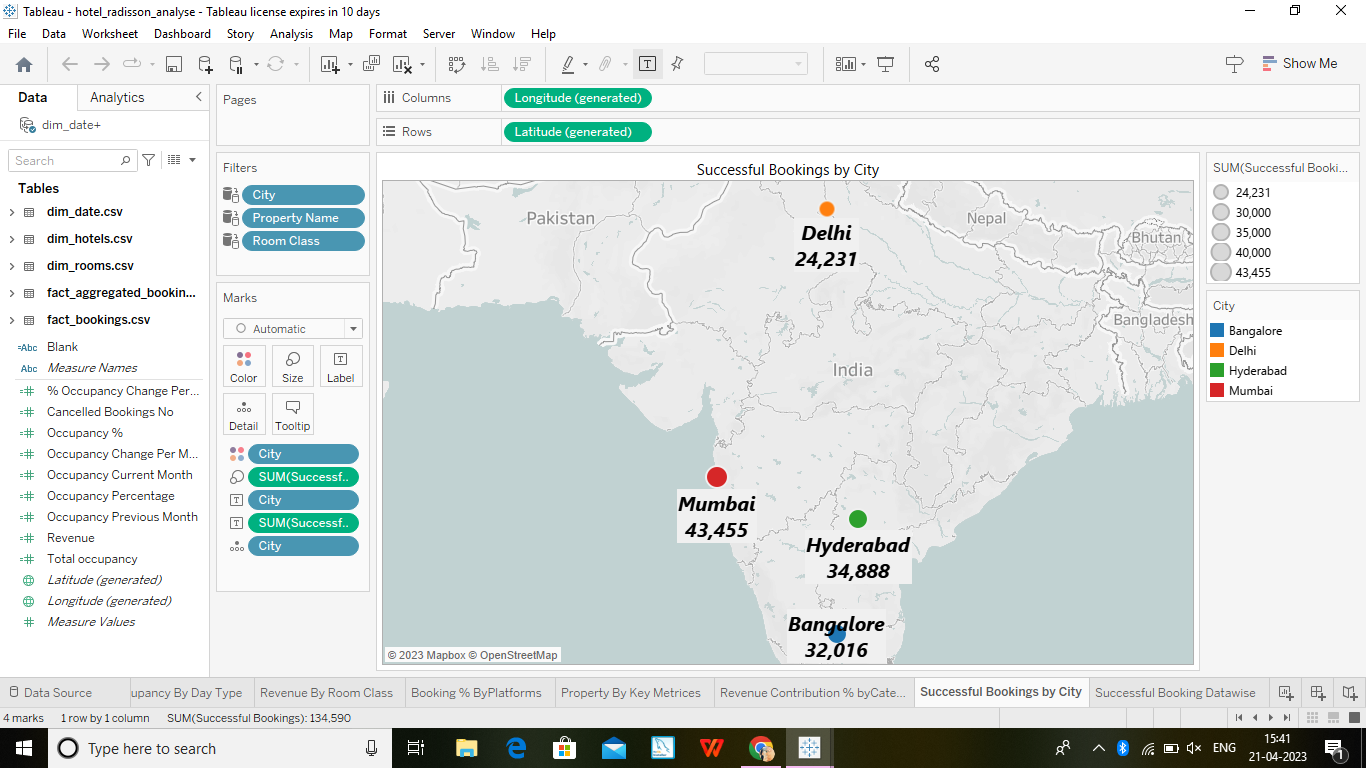 Tableau - hotel_radisson_analyse - Tableau license expires in 10 days
File Data Worksheet Dashboard Story Analysis Map Format Server Window Help
Show Me
Data Analytics
dim_date+
Search
Tables
dim_date.csv
dim_hotels.csv
dim_rooms.csv
fact_aggregated_bookin...
fact_bookings.csv
=Abc Blank
Abc Measure Names
% Occupancy Change Per...
Cancelled Bookings No
Occupancy %
Occupancy Change Per M...
Occupancy Current Month
Occupancy Percentage
Occupancy Previous Month
Revenue
Total occupancy
Latitude (generated)
Longitude (generated)
Measure Values
Pages
Filters
City
Property Name
Room Class
Marks
Automatic
Color Size Label
Detail Tooltip
City
SUM(Successf..
City
SUM(Successf..
City
Columns Longitude (generated)
Rows Latitude (generated)
Successful Bookings by City
Pakistan
Nepal
Bhutan
Bangladesh
India
Delhi
24,231
Mumbai
43,455
Hyderabad
34,888
Bangalore
32,016
© 2023 Mapbox © OpenStreetMap
SUM(Successful Booki...
24,231
30,000
35,000
40,000
43,455
City
Bangalore
Delhi
Hyderabad
Mumbai
Data Source upancy By Day Type Revenue By Room Class Booking % ByPlatforms Property By Key Metrices Revenue Contribution % byCate... Successful Bookings by City Successful Booking Datawise
4 marks 1 row by 1 column SUM(Successful Bookings): 134,590
Type here to search
ENG
15:41
21-04-2023
1